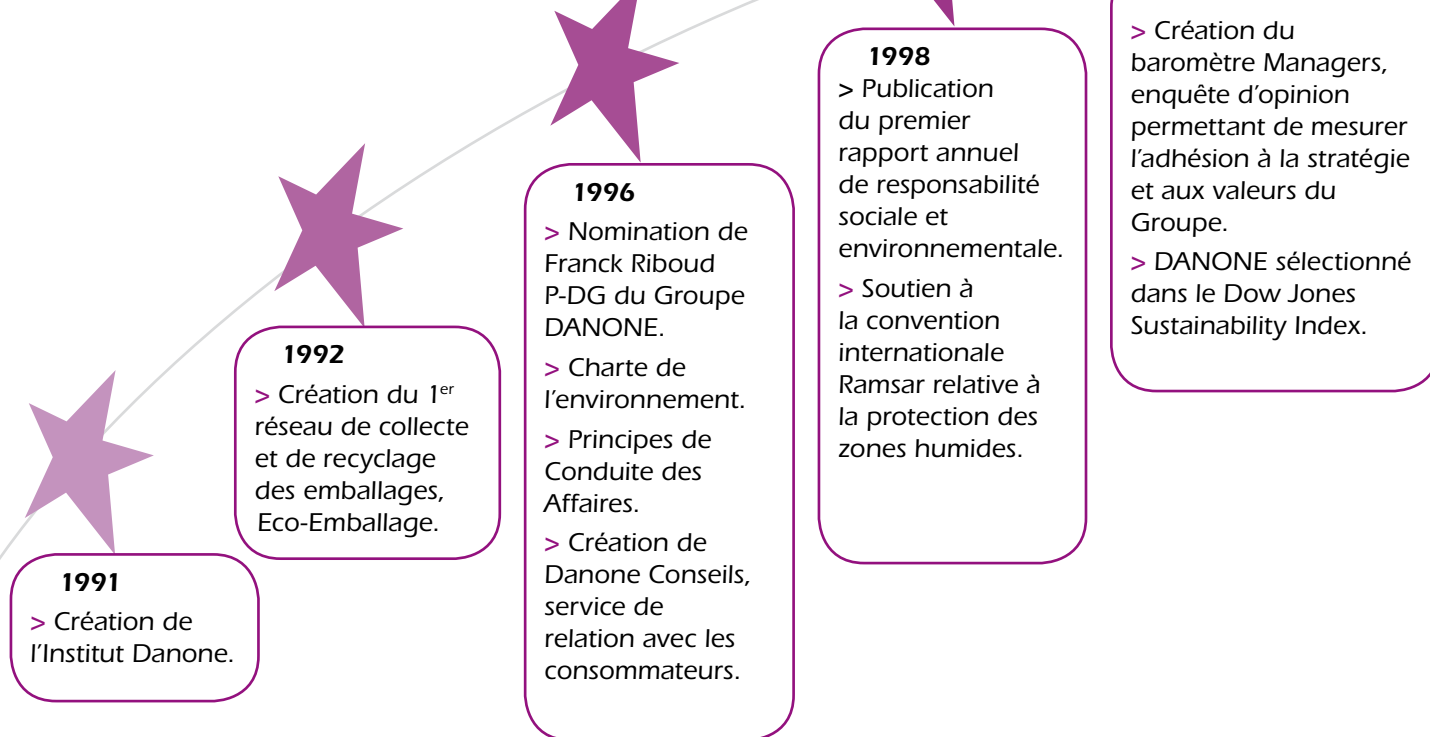 1991
> Création de
l'Institut Danone.
1992
> Création du 1er
réseau de collecte
et de recyclage
des emballages,
Eco-Emballage.
1996
> Nomination de
Franck Riboud
P-DG du Groupe
DANONE.
> Charte de
l'environnement.
> Principes de
Conduite des
Affaires.
> Création de
Danone Conseils,
service de
relation avec les
consommateurs.
1998
> Publication
du premier
rapport annuel
de responsabilité
sociale et
environnementale.
> Soutien à
la convention
internationale
Ramsar relative à
la protection des
zones humides.
> Création du
baromètre Managers,
enquête d'opinion
permettant de mesurer
l'adhésion à la stratégie
et aux valeurs du
Groupe.
> DANONE sélectionné
dans le Dow Jones
Sustainability Index.